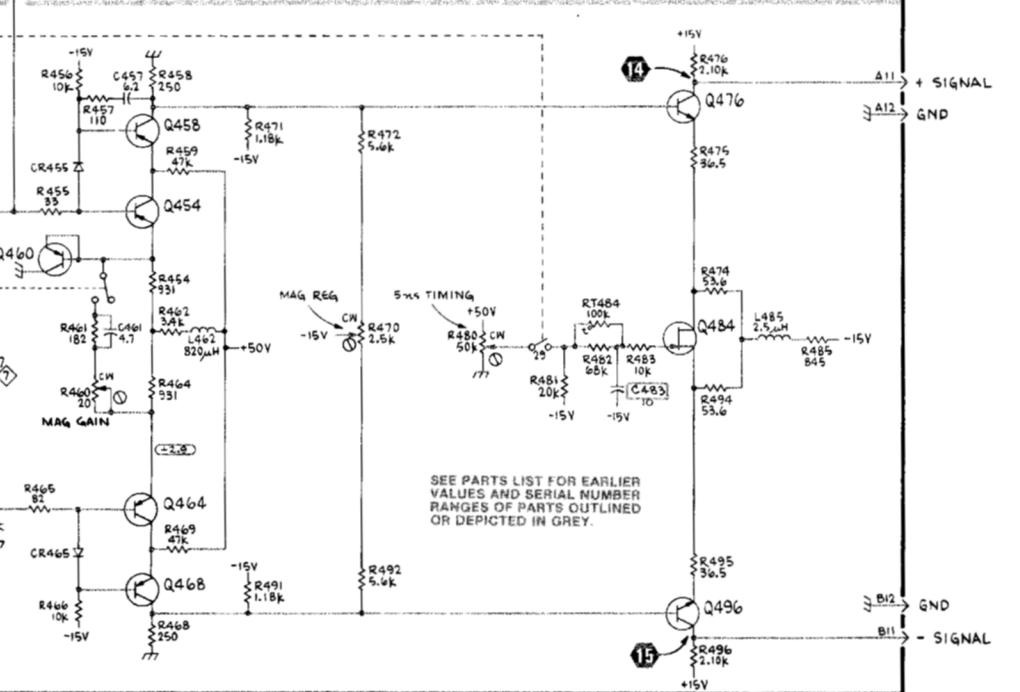 -15V
R456
10K
C457
6.2
R458
250
R457
110
Q458
R459
47K
CR455
R455
33
Q454
Q460
R454
931
R462
3.4K
L462
820μH
+50V
R461
182
C461
4.7
CW
R460
20
MAG GAIN
R464
931
+2.0
R465
82
Q464
R469
47K
CR465
Q468
R466
10K
-15V
R468
250
R471
1.18K
-15V
R472
5.6K
MAG REG
CW
-15V
R470
2.5K
5ns TIMING
+50V
R480
50K
CW
29
R481
20K
-15V
RT484
100K
t°
R482
68K
R483
10K
C483
10
-15V
-15V
R491
1.18K
R492
5.6K
SEE PARTS LIST FOR EARLIER
VALUES AND SERIAL NUMBER
RANGES OF PARTS OUTLINED
OR DEPICTED IN GREY.
+15V
14
R476
2.10K
Q476
R475
36.5
R474
53.6
Q484
L485
2.5μH
R485
845
-15V
R494
53.6
R495
36.5
Q496
15
R496
2.10K
+15V
A11
+ SIGNAL
A12
GND
B12
GND
B11
- SIGNAL
7